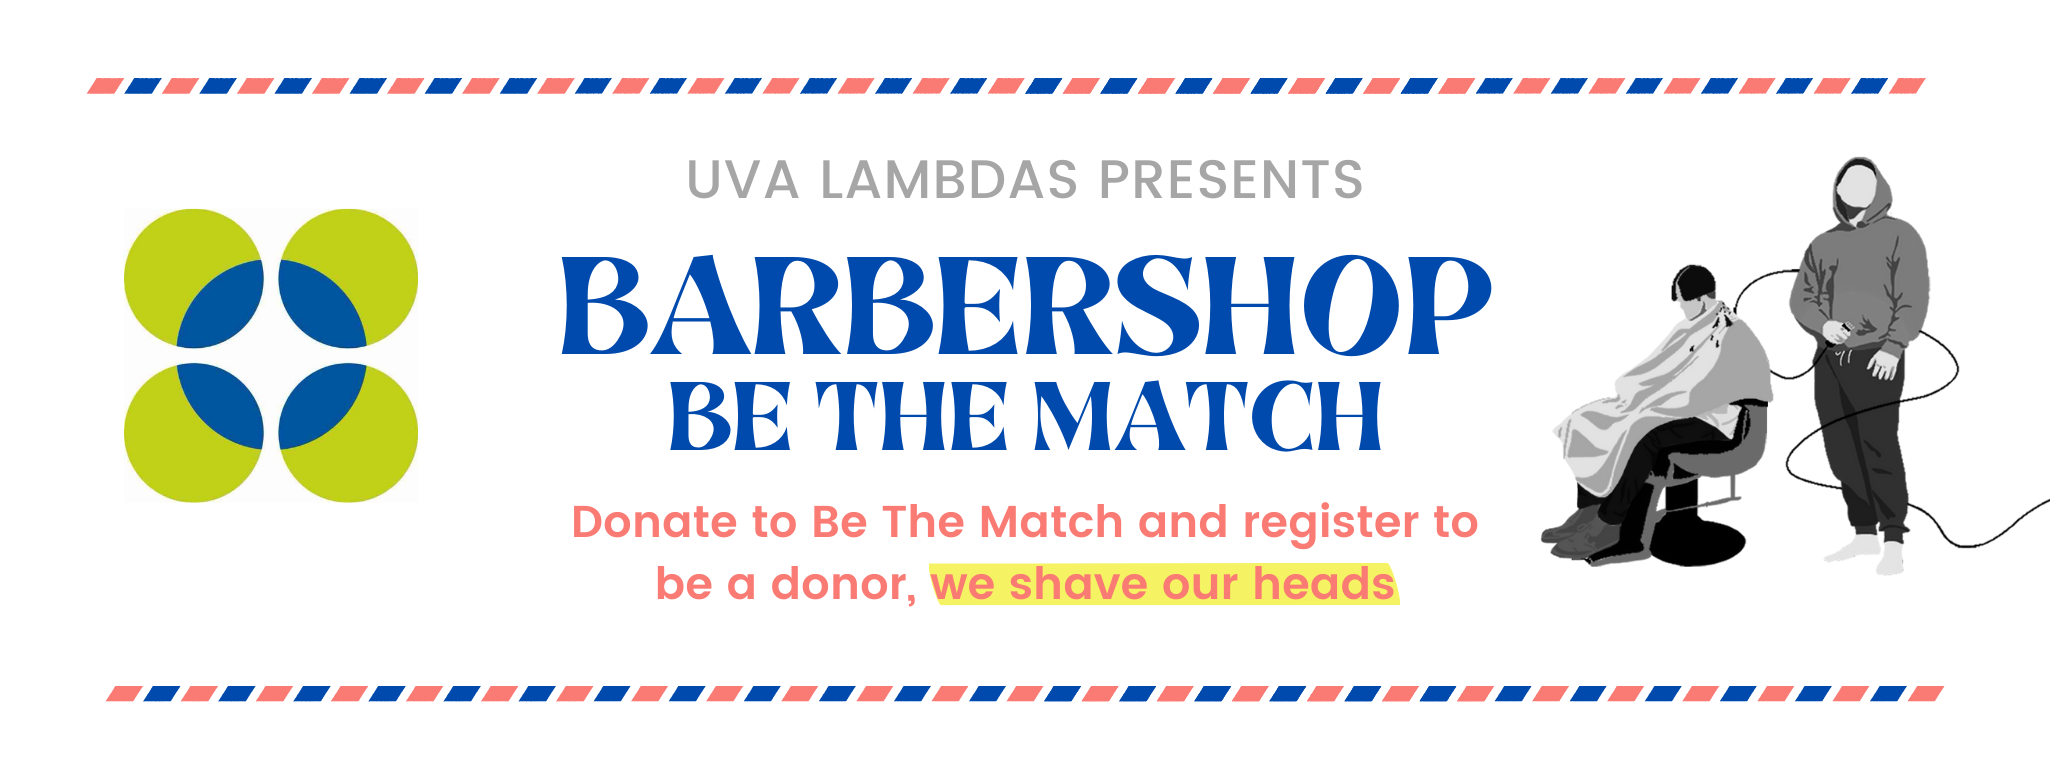 UVA LAMBDAS PRESENTS
BARBERSHOP
BE THE MATCH
Donate to Be The Match and register to
be a donor, we shave our heads